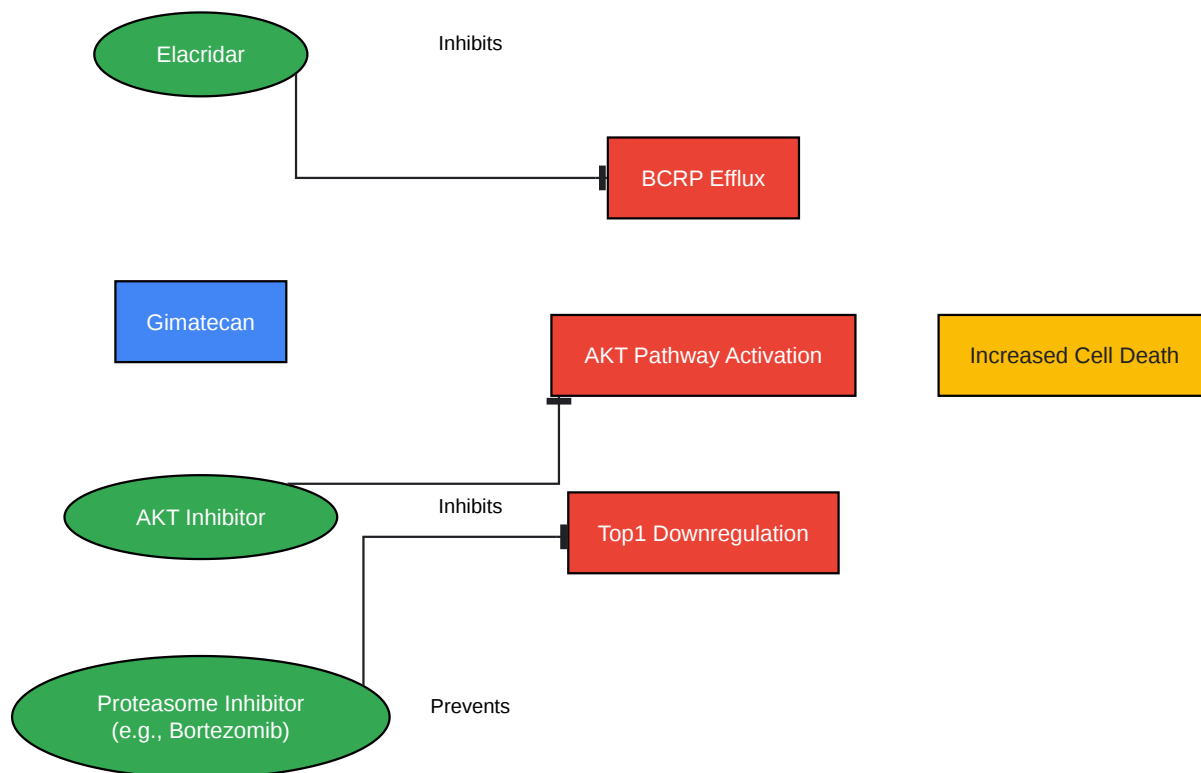 Elacridar
Inhibits
BCRP Efflux
Gimatecan
AKT Pathway Activation
Increased Cell Death
AKT Inhibitor
Inhibits
Top1 Downregulation
Proteasome Inhibitor
(e.g., Bortezomib)
Prevents